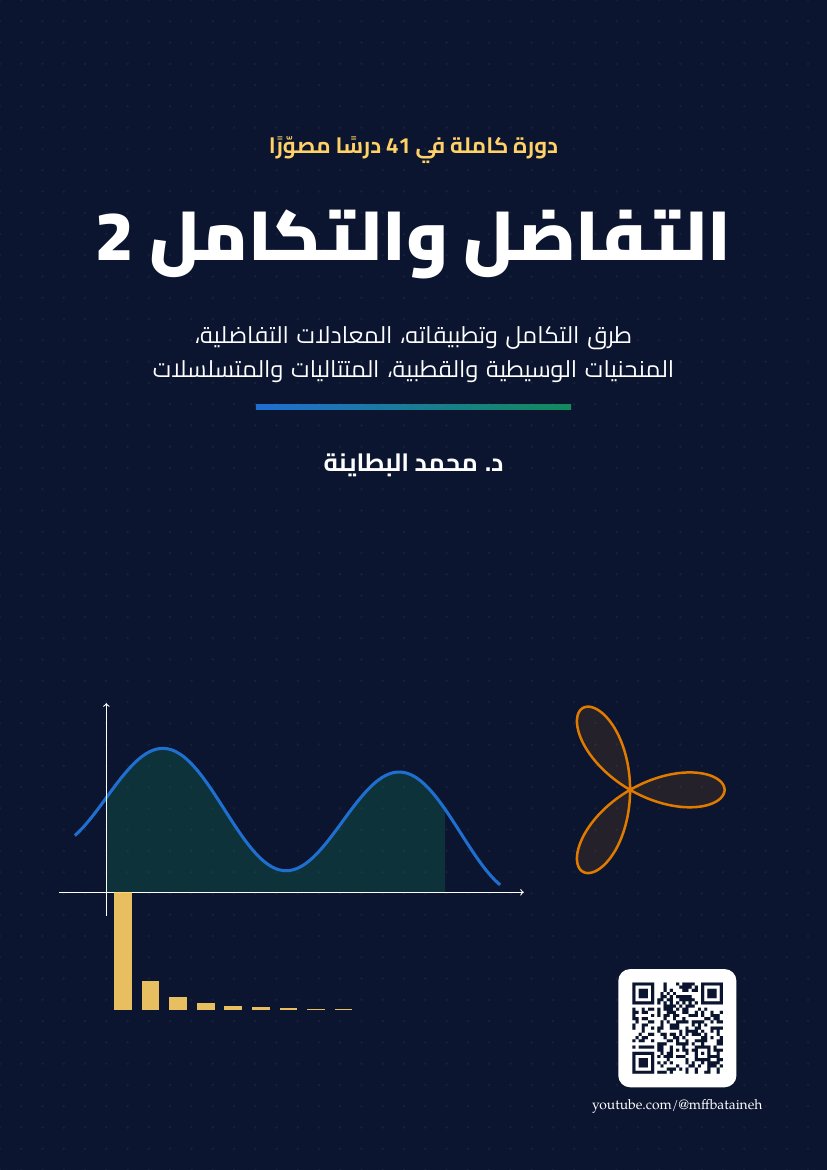 دورة كاملة في 41 درسًا مصوّرًا
التفاضل والتكامل 2
طرق التكامل وتطبيقاته، المعادلات التفاضلية،
المنحنيات الوسيطية والقطبية، المتتاليات والمتسلسلات
د. محمد البطاينة
youtube.com/@mffbataineh